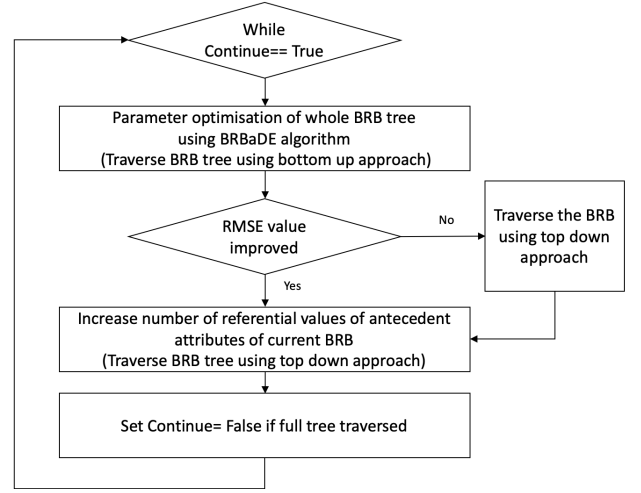 While
Continue== True
Parameter optimisation of whole BRB tree
using BRBaDE algorithm
(Traverse BRB tree using bottom up approach)
RMSE value
improved
No
Traverse the BRB
using top down
approach
Yes
Increase number of referential values of antecedent
attributes of current BRB
(Traverse BRB tree using top down approach)
Set Continue= False if full tree traversed